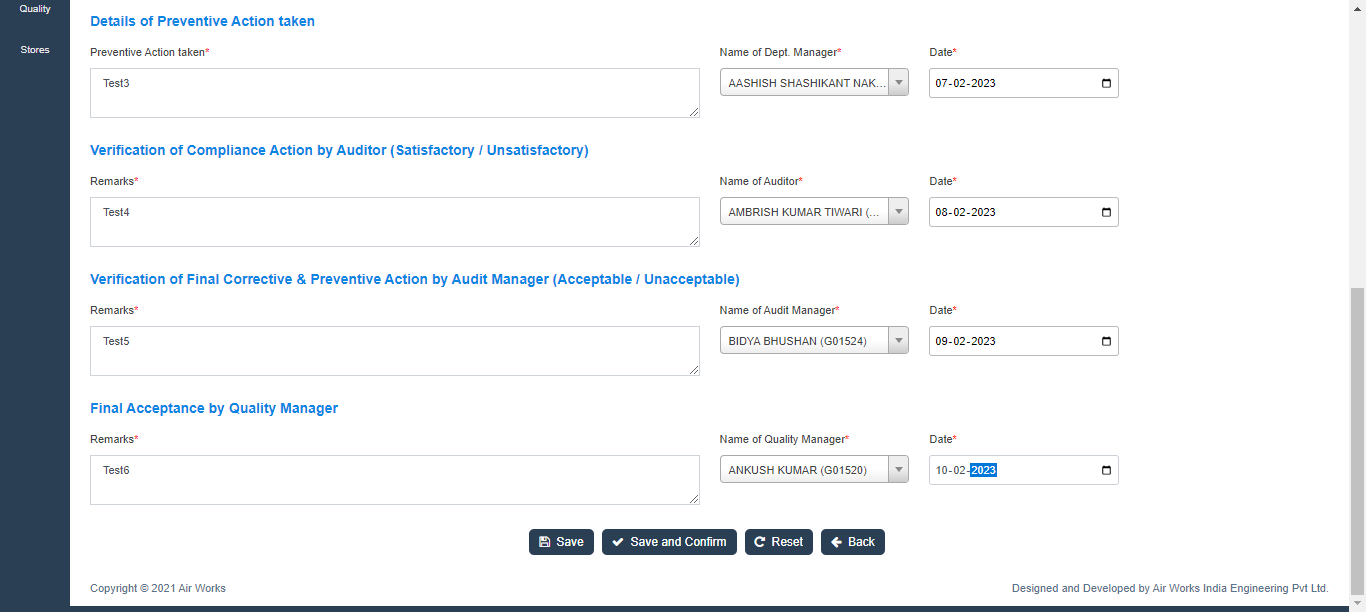 Quality
Stores
Details of Preventive Action taken
Preventive Action taken* Name of Dept. Manager* Date*
Test3 AASHISH SHASHIKANT NAK... 07-02-2023
Verification of Compliance Action by Auditor (Satisfactory / Unsatisfactory)
Remarks* Name of Auditor* Date*
Test4 AMBRISH KUMAR TIWARI (... 08-02-2023
Verification of Final Corrective & Preventive Action by Audit Manager (Acceptable / Unacceptable)
Remarks* Name of Audit Manager* Date*
Test5 BIDYA BHUSHAN (G01524) 09-02-2023
Final Acceptance by Quality Manager
Remarks* Name of Quality Manager* Date*
Test6 ANKUSH KUMAR (G01520) 10-02-2023
Save Save and Confirm Reset Back
Copyright © 2021 Air Works Designed and Developed by Air Works India Engineering Pvt Ltd.